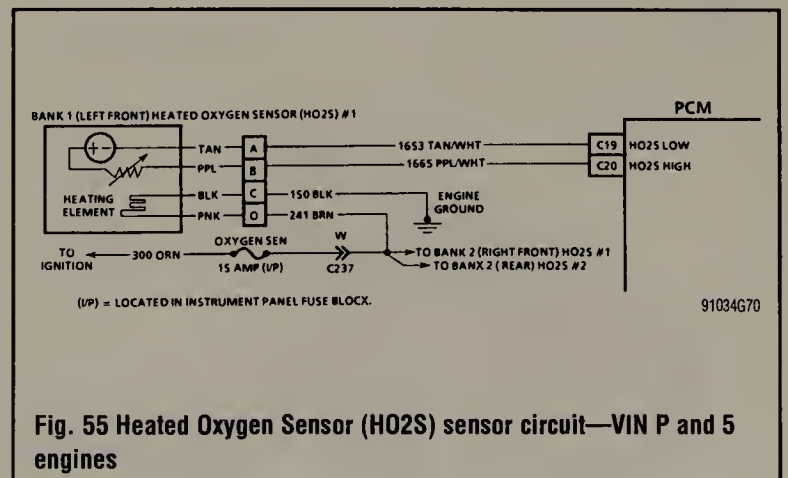 PCM
BANK 1 (LEFT FRONT) HEATED OXYGEN SENSOR (HO2S) #1
TAN A 1653 TAN/WHT C19 HO2S LOW
PPL B 1665 PPL/WHT C20 HO2S HIGH
HEATING ELEMENT
BLK C 150 BLK
ENGINE GROUND
PNK O 241 BRN
OXYGEN SEN
W
TO IGNITION
300 ORN
15 AMP (I/P)
C237
TO BANK 2 (RIGHT FRONT) HO2S #1
TO BANX 2 (REAR) HO2S #2
(I/P) = LOCATED IN INSTRUMENT PANEL FUSE BLOCX.
91034G70
Fig. 55 Heated Oxygen Sensor (HO2S) sensor circuit—VIN P and 5
engines